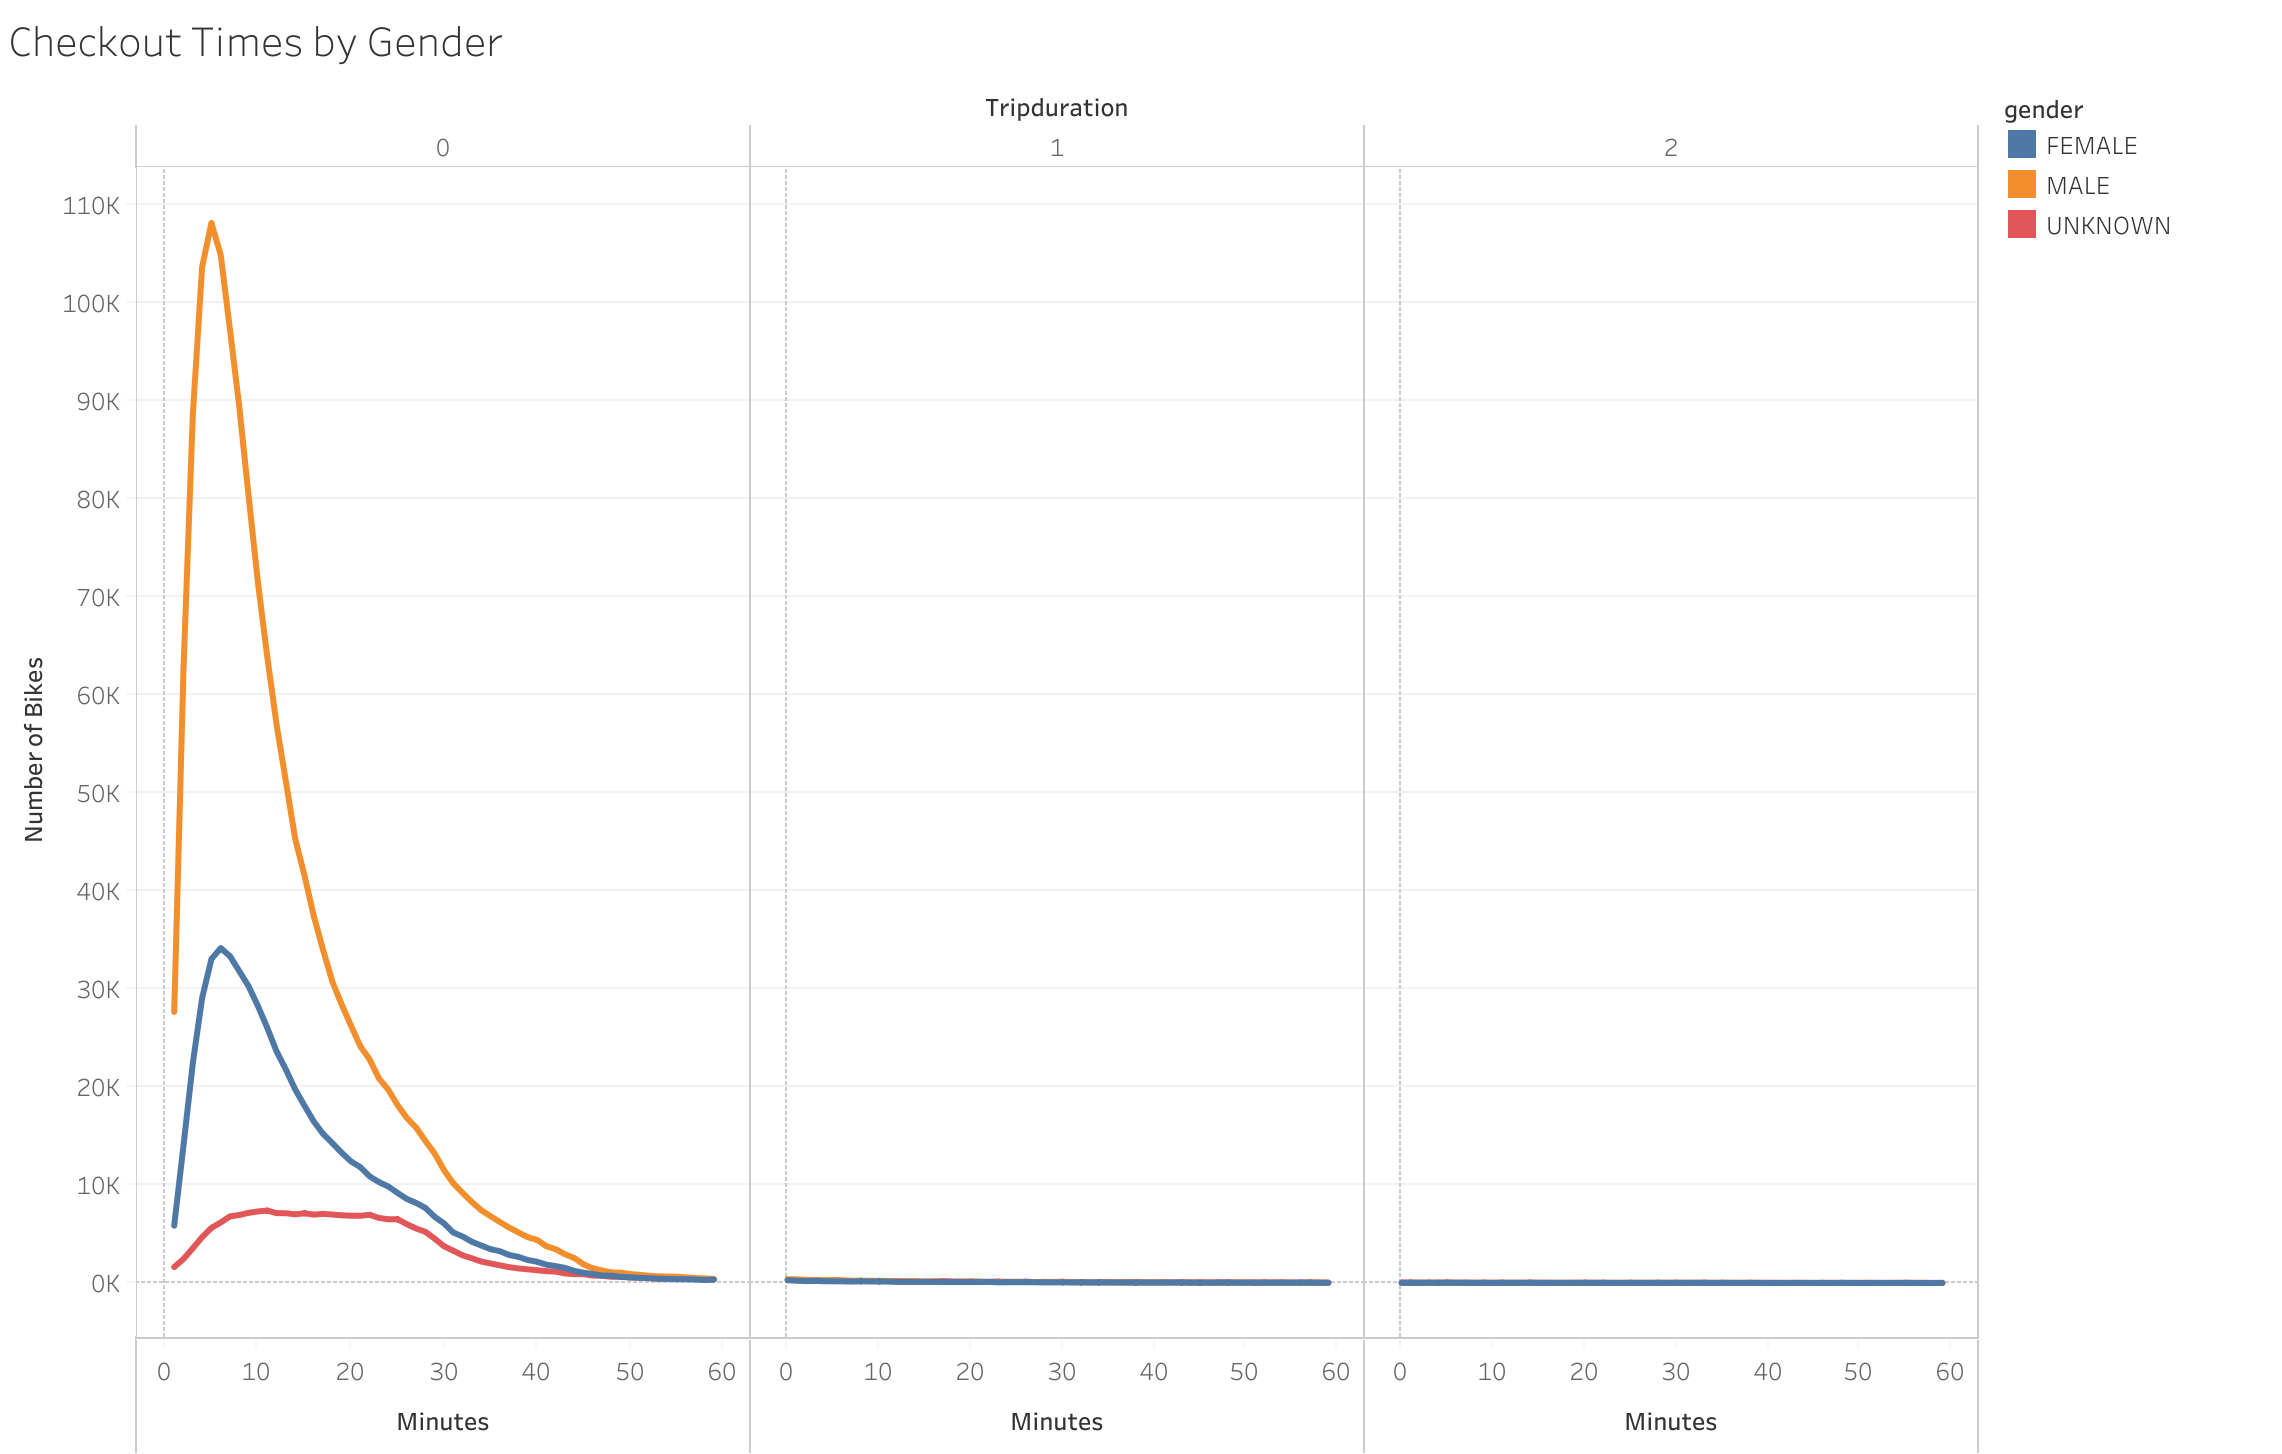 Checkout Times by Gender
Tripduration
0 1 2
gender
FEMALE
MALE
UNKNOWN
110K
100K
90K
80K
70K
60K
50K
40K
30K
20K
10K
0K
Number of Bikes
0 10 20 30 40 50 60 0 10 20 30 40 50 60 0 10 20 30 40 50 60
Minutes Minutes Minutes